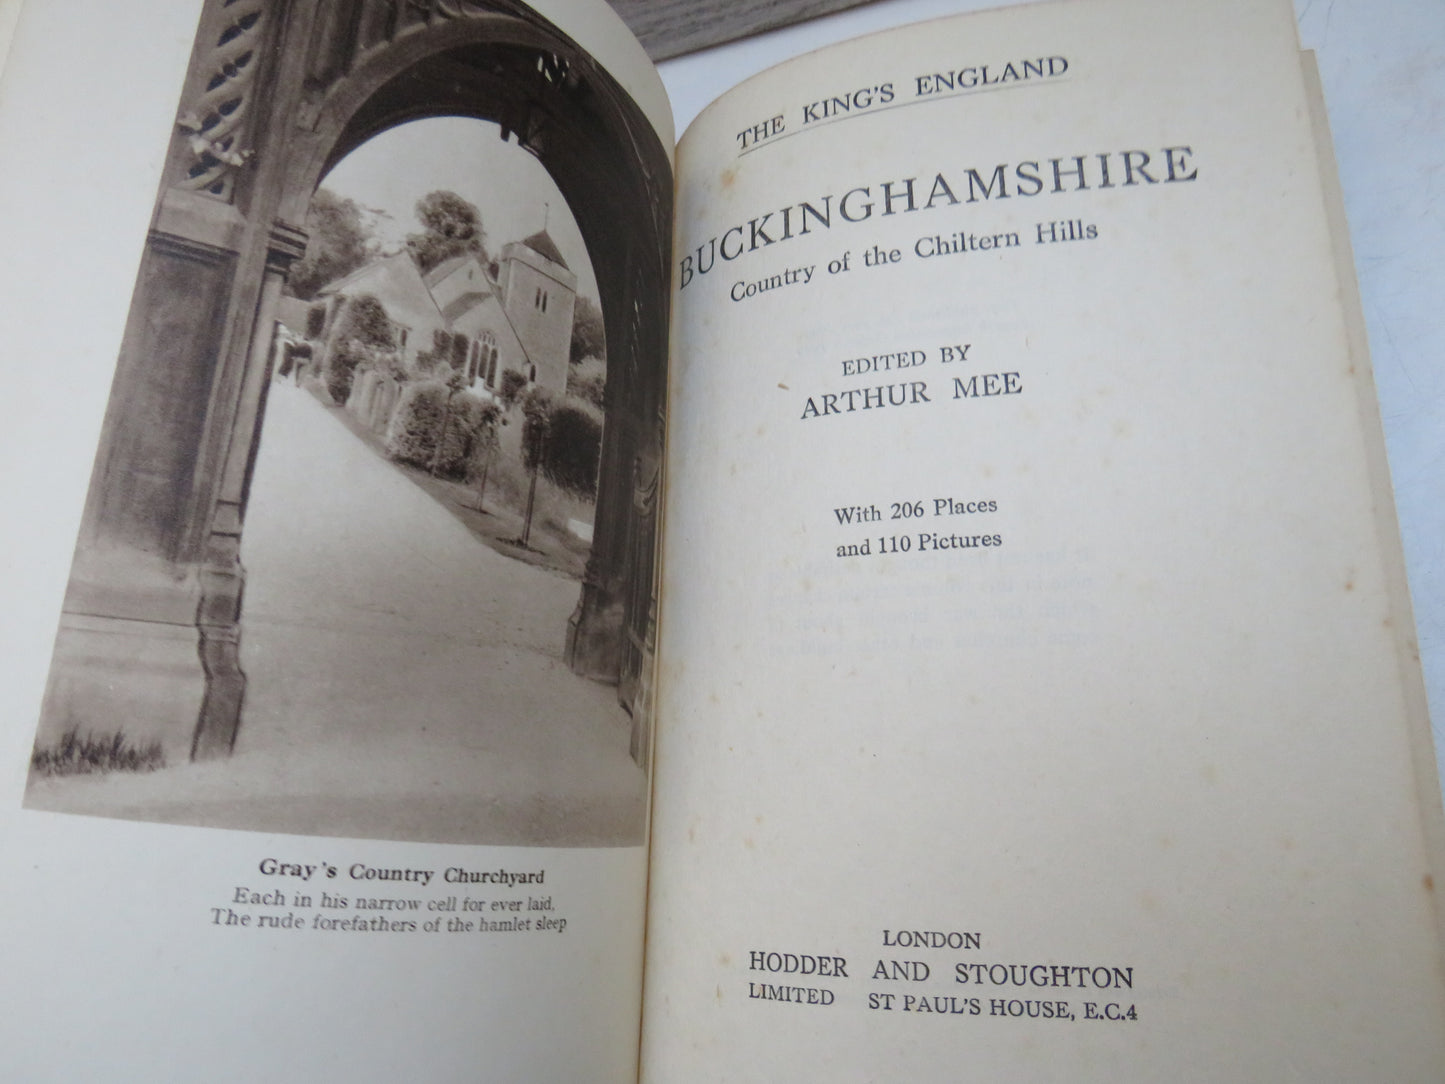 Gray's Country Churchyard
Each in his narrow cell for ever laid,
The rude forefathers of the hamlet sleep
THE KING'S ENGLAND
BUCKINGHAMSHIRE
Country of the Chiltern Hills
EDITED BY
ARTHUR MEE
With 206 Places
and 110 Pictures
LONDON
HODDER AND STOUGHTON
LIMITED ST PAUL'S HOUSE, E.C.4